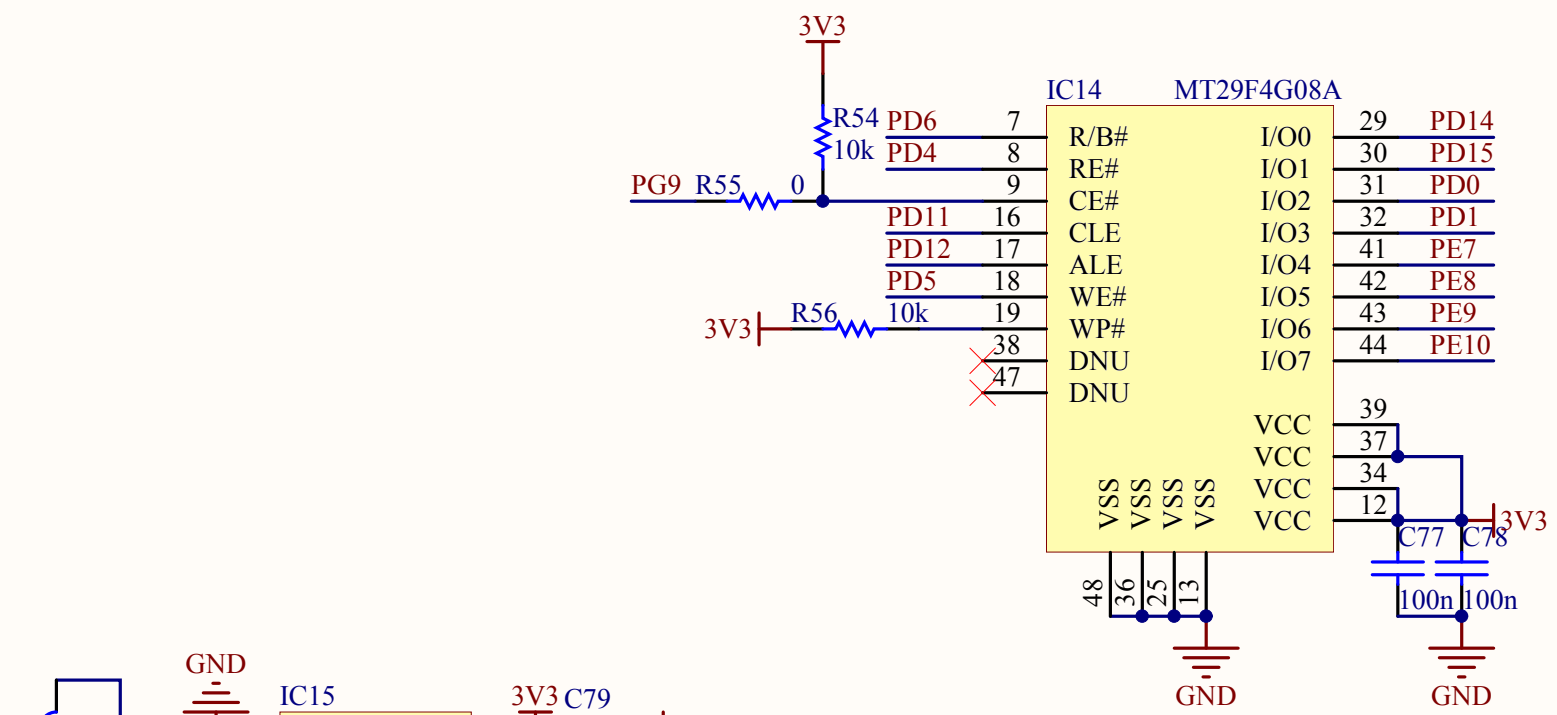 3V3
IC14 MT29F4G08A
R54
10k
PD6 7 R/B# I/O0 29 PD14
PD4 8 RE# I/O1 30 PD15
PG9 R55 0 9 CE# I/O2 31 PD0
PD11 16 CLE I/O3 32 PD1
PD12 17 ALE I/O4 41 PE7
PD5 18 WE# I/O5 42 PE8
3V3 R56 10k 19 WP# I/O6 43 PE9
38 DNU I/O7 44 PE10
47 DNU
VCC 39
VCC 37
VCC 34
VCC 12 3V3
VSS VSS VSS VSS
C77 C78
48 36 25 13
100n 100n
GND GND
GND
IC15
3V3 C79